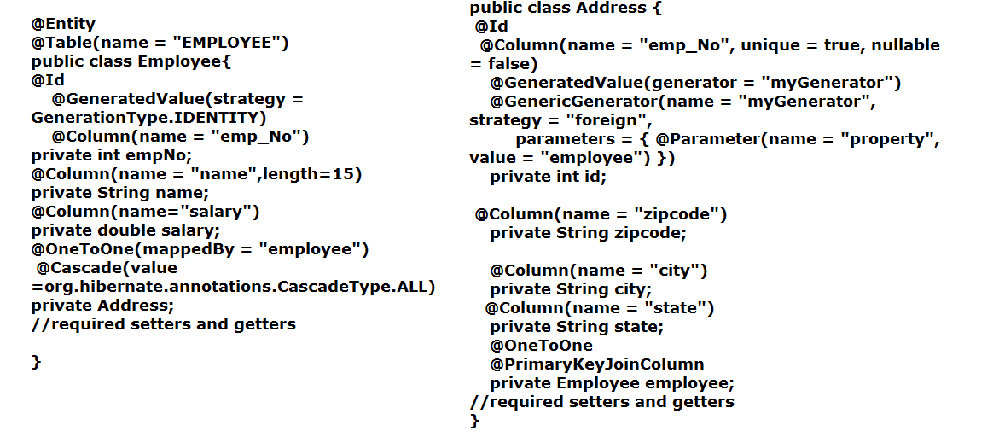 @Entity
@Table(name = "EMPLOYEE")
public class Employee{
@Id
@GeneratedValue(strategy =
GenerationType.IDENTITY)
@Column(name = "emp_No")
private int empNo;
@Column(name = "name",length=15)
private String name;
@Column(name="salary")
private double salary;
@OneToOne(mappedBy = "employee")
@Cascade(value
=org.hibernate.annotations.CascadeType.ALL)
private Address;
//required setters and getters
}
public class Address {
@Id
@Column(name = "emp_No", unique = true, nullable
= false)
@GeneratedValue(generator = "myGenerator")
@GenericGenerator(name = "myGenerator",
strategy = "foreign",
parameters = { @Parameter(name = "property",
value = "employee") })
private int id;
@Column(name = "zipcode")
private String zipcode;
@Column(name = "city")
private String city;
@Column(name = "state")
private String state;
@OneToOne
@PrimaryKeyJoinColumn
private Employee employee;
//required setters and getters
}